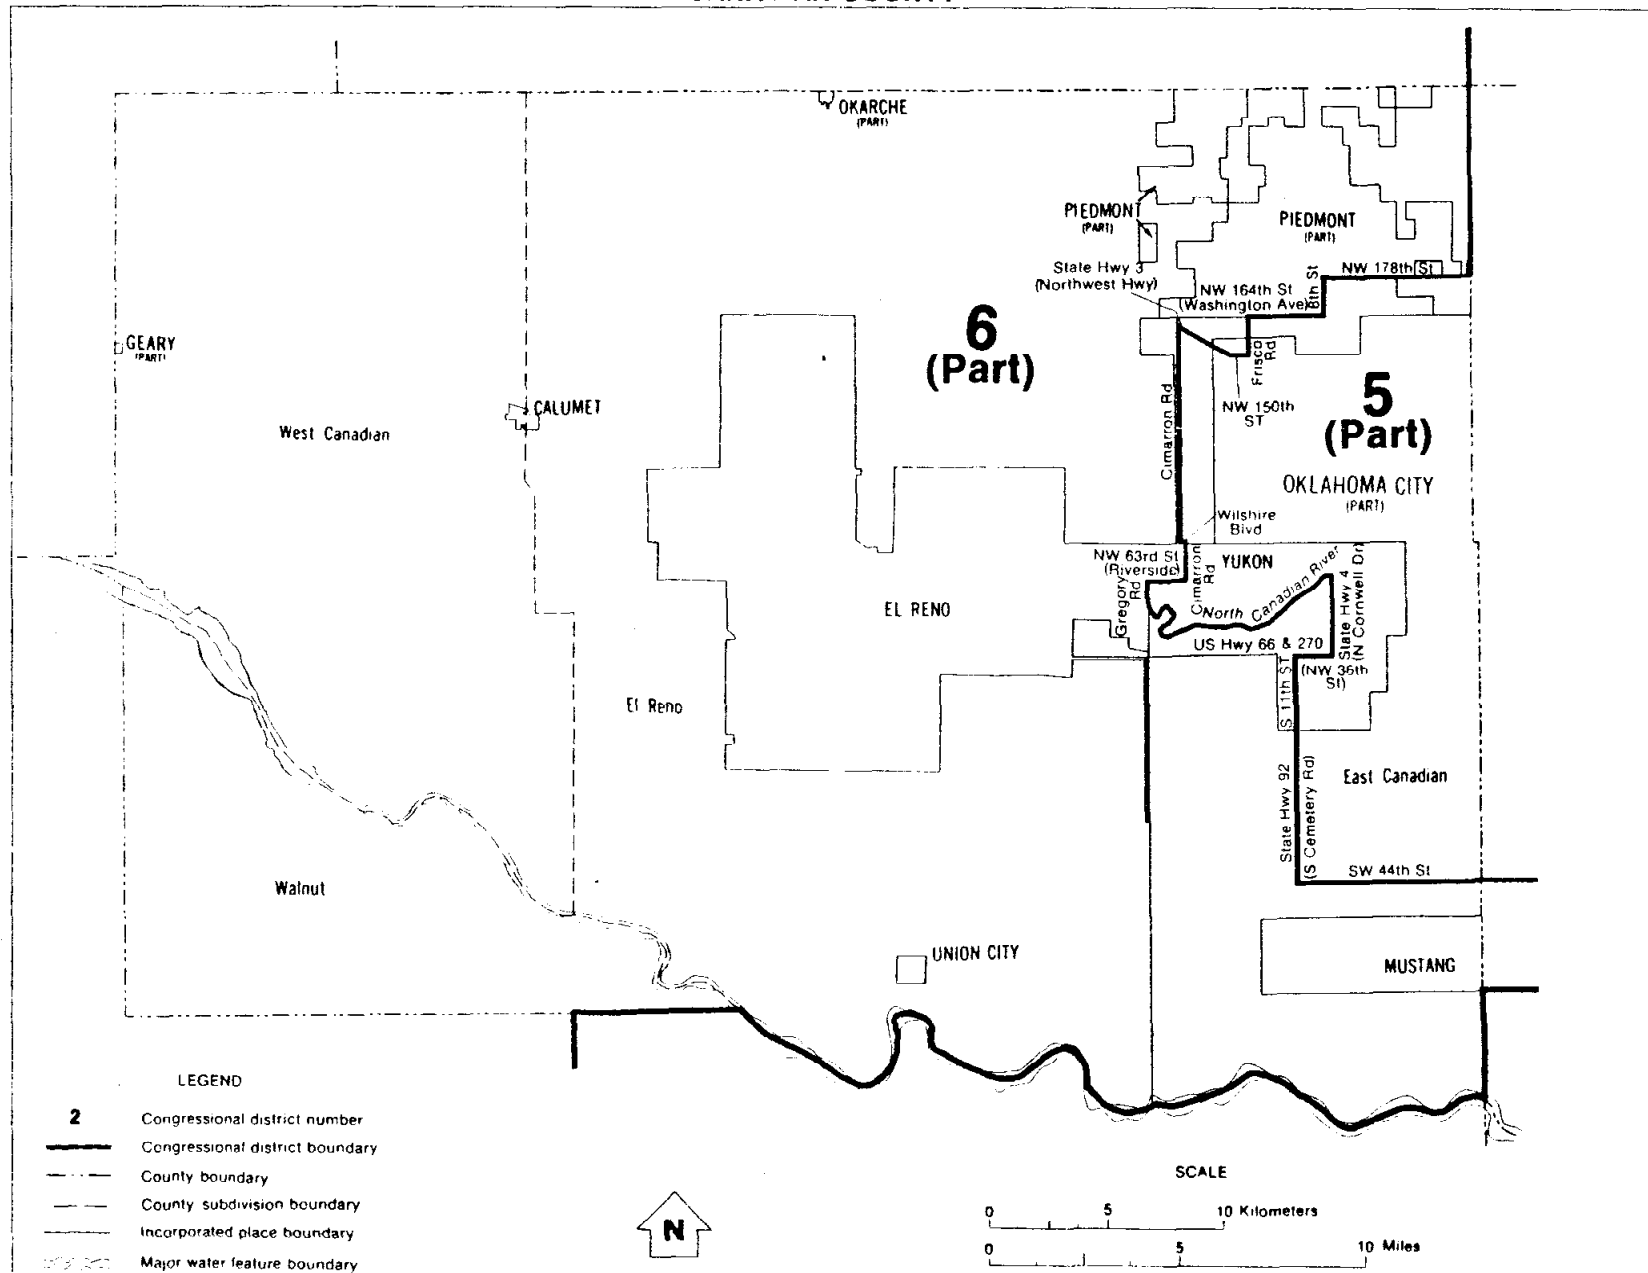 OKARCHE
(PART)
PIEDMONT
(PART)
PIEDMONT
(PART)
State Hwy 3
(Northwest Hwy)
NW 164th St
(Washington Ave)
8th St
NW 178th St
GEARY
(PART)
6
(Part)
Frisco
Rd
5
(Part)
CALUMET
NW 150th
ST
West Canadian
Cimarron Rd
OKLAHOMA CITY
(PART)
Wilshire
Blvd
NW 63rd St
(Riverside)
Cimarron
Rd
YUKON
Gregory
Rd
North Canadian River
State Hwy 4
(N Cornwell Dr)
EL RENO
US Hwy 66 & 270
(NW 36th
St)
S 11th ST
El Reno
East Canadian
State Hwy 92
(S Cemetery Rd)
SW 44th St
Walnut
UNION CITY
MUSTANG
LEGEND
2 Congressional district number
Congressional district boundary
County boundary
County subdivision boundary
Incorporated place boundary
Major water feature boundary
N
SCALE
0 5 10 Kilometers
0 5 10 Miles